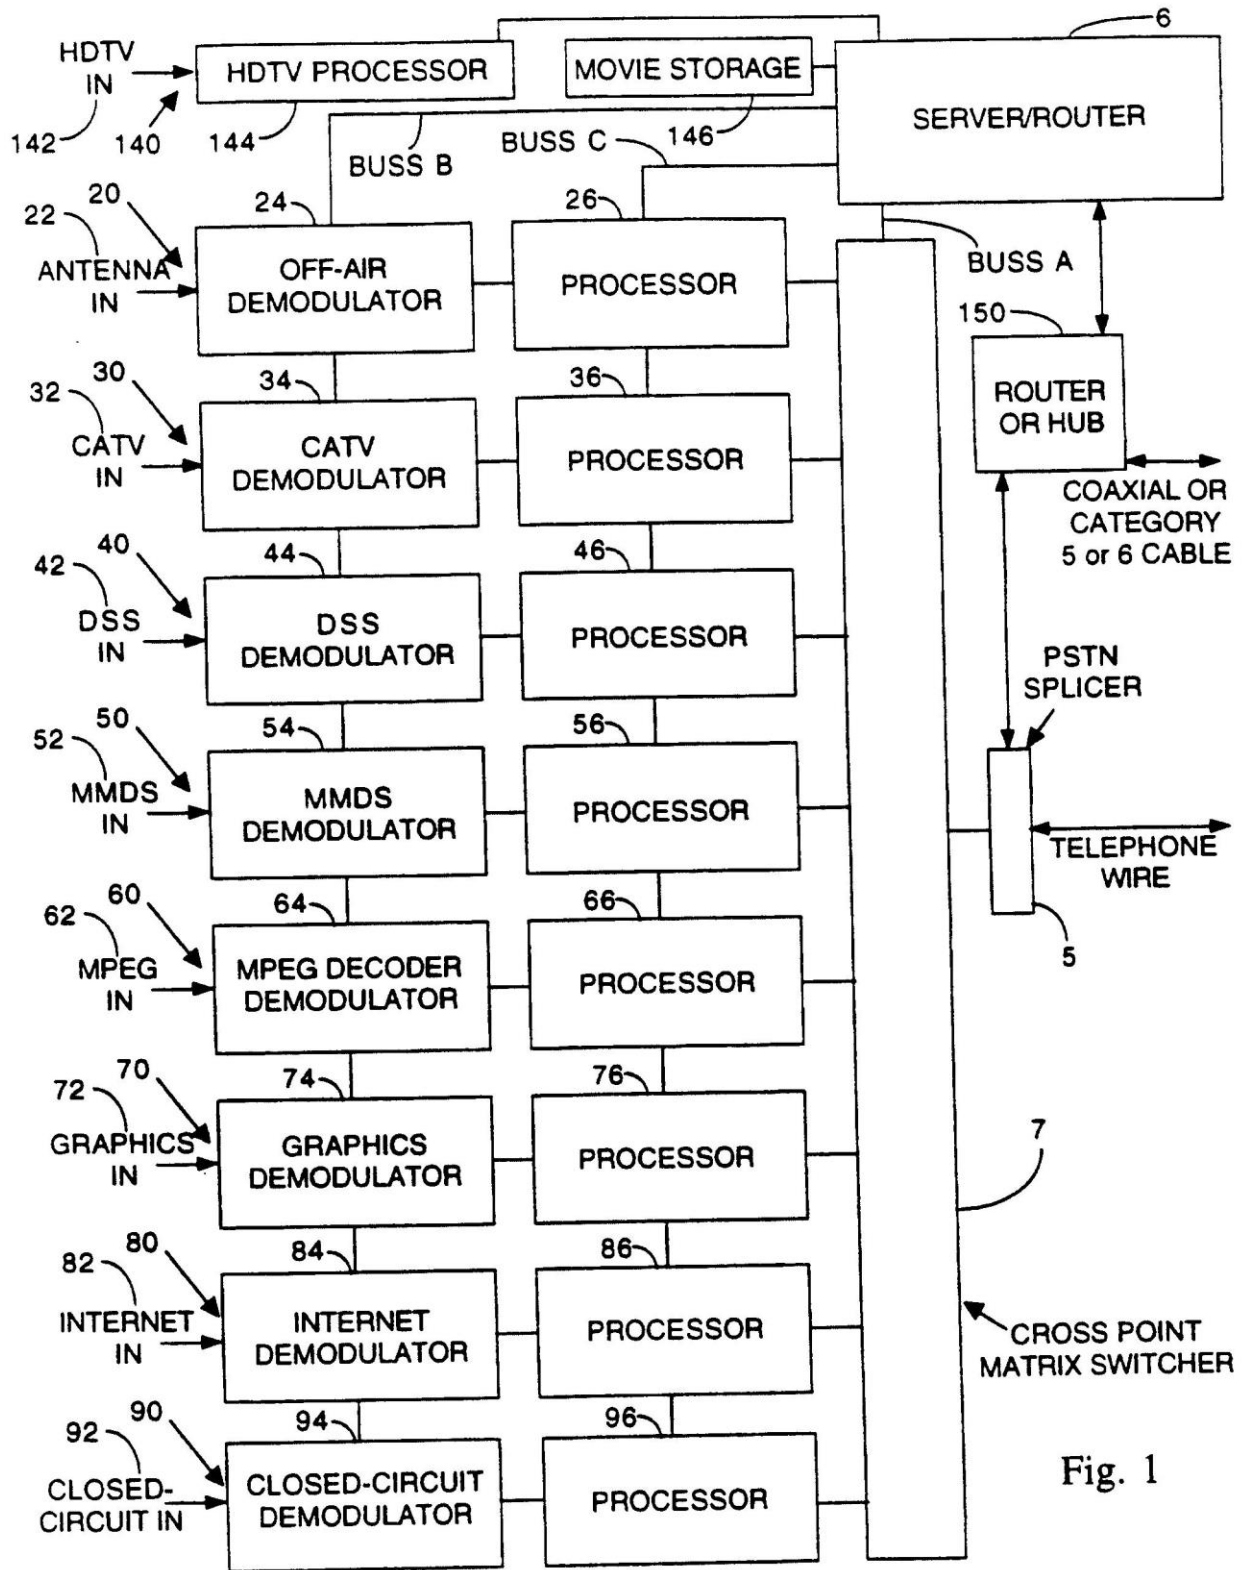 6
HDTV
IN
HDTV PROCESSOR
MOVIE STORAGE
SERVER/ROUTER
142
140
144
146
BUSS B
BUSS C
20
22
24
26
ANTENNA
IN
OFF-AIR
DEMODULATOR
PROCESSOR
BUSS A
150
ROUTER
OR HUB
30
32
34
36
CATV
IN
CATV
DEMODULATOR
PROCESSOR
COAXIAL OR
CATEGORY
5 or 6 CABLE
40
42
44
46
DSS
IN
DSS
DEMODULATOR
PROCESSOR
PSTN
SPLICER
50
52
54
56
MMDS
IN
MMDS
DEMODULATOR
PROCESSOR
TELEPHONE
WIRE
5
60
62
64
66
MPEG
IN
MPEG DECODER
DEMODULATOR
PROCESSOR
70
72
74
76
GRAPHICS
IN
GRAPHICS
DEMODULATOR
PROCESSOR
7
80
82
84
86
INTERNET
IN
INTERNET
DEMODULATOR
PROCESSOR
CROSS POINT
MATRIX SWITCHER
90
92
94
96
CLOSED-
CIRCUIT IN
CLOSED-CIRCUIT
DEMODULATOR
PROCESSOR
Fig. 1